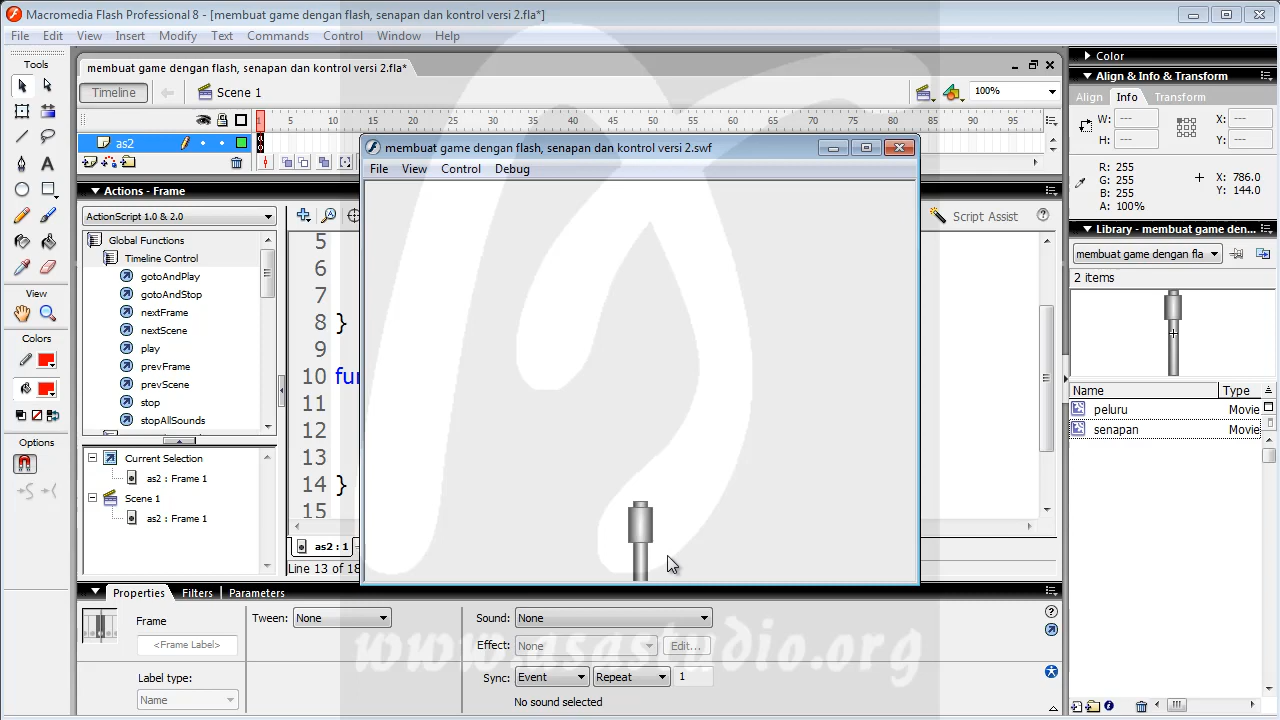 Macromedia Flash Professional 8 - [membuat game dengan flash, senapan dan kontrol versi 2.fla*]
File Edit View Insert Modify Text Commands Control Window Help
Tools
membuat game dengan flash, senapan dan kontrol versi 2.fla*
Timeline
Scene 1
100%
1 5 10 15 20 25 30 35 40 45 50 55 60 65 70 75 80 85 90 95
as2
membuat game dengan flash, senapan dan kontrol versi 2.swf
File View Control Debug
Actions - Frame
ActionScript 1.0 & 2.0
Global Functions
Timeline Control
gotoAndPlay
gotoAndStop
nextFrame
nextScene
play
prevFrame
prevScene
stop
stopAllSounds
Current Selection
as2 : Frame 1
Scene 1
as2 : Frame 1
Script Assist
5
6
7
8 }
9
10 fu
11
12
13
14 }
15
as2 : 1
Line 13 of 18
View
Colors
Options
Properties Filters Parameters
Frame
<Frame Label>
Label type:
Name
Tween: None
Sound: None
Effect: None Edit...
Sync: Event Repeat 1
No sound selected
Color
Align & Info & Transform
Align Info Transform
W: --- X: ---
H: --- Y: ---
R: 255
G: 255
B: 255
A: 100%
X: 786.0
Y: 144.0
Library - membuat game den...
membuat game dengan fla
2 items
Name Type
peluru Movie
senapan Movie
www.asastudio.org